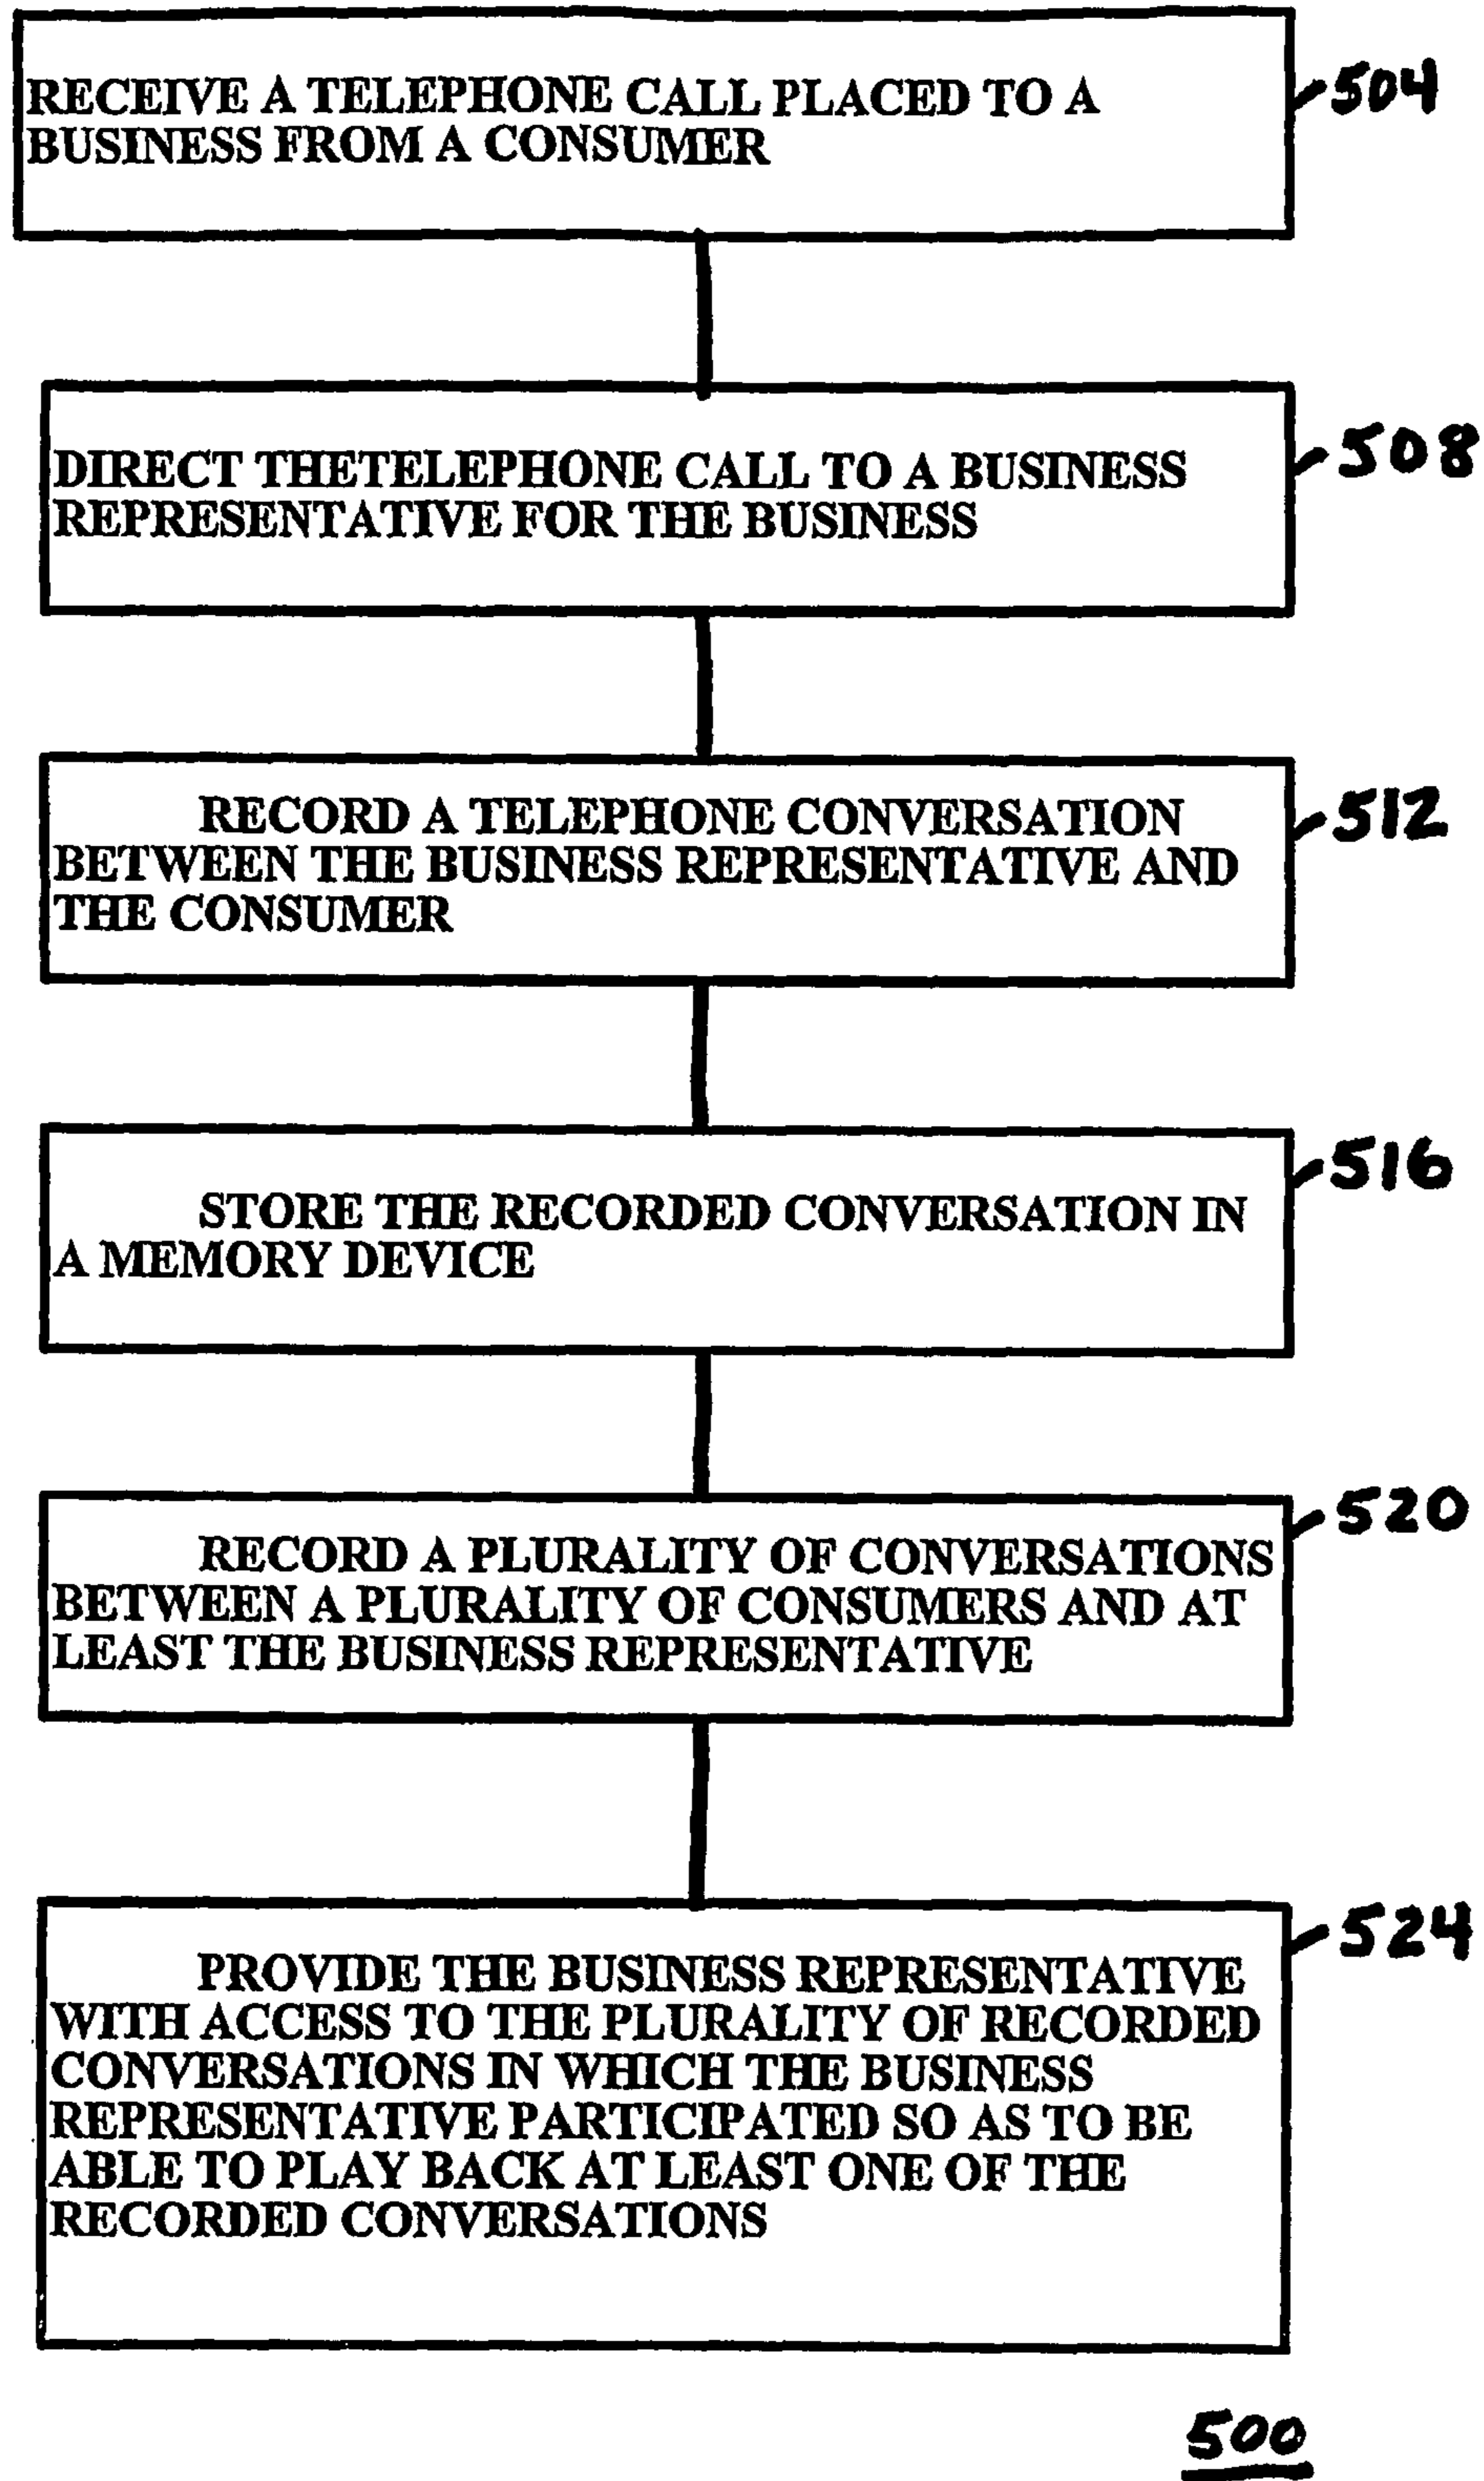 RECEIVE A TELEPHONE CALL PLACED TO A
BUSINESS FROM A CONSUMER
504
DIRECT THETELEPHONE CALL TO A BUSINESS
REPRESENTATIVE FOR THE BUSINESS
508
RECORD A TELEPHONE CONVERSATION
BETWEEN THE BUSINESS REPRESENTATIVE AND
THE CONSUMER
512
STORE THE RECORDED CONVERSATION IN
A MEMORY DEVICE
516
RECORD A PLURALITY OF CONVERSATIONS
BETWEEN A PLURALITY OF CONSUMERS AND AT
LEAST THE BUSINESS REPRESENTATIVE
520
PROVIDE THE BUSINESS REPRESENTATIVE
WITH ACCESS TO THE PLURALITY OF RECORDED
CONVERSATIONS IN WHICH THE BUSINESS
REPRESENTATIVE PARTICIPATED SO AS TO BE
ABLE TO PLAY BACK AT LEAST ONE OF THE
RECORDED CONVERSATIONS
524
500